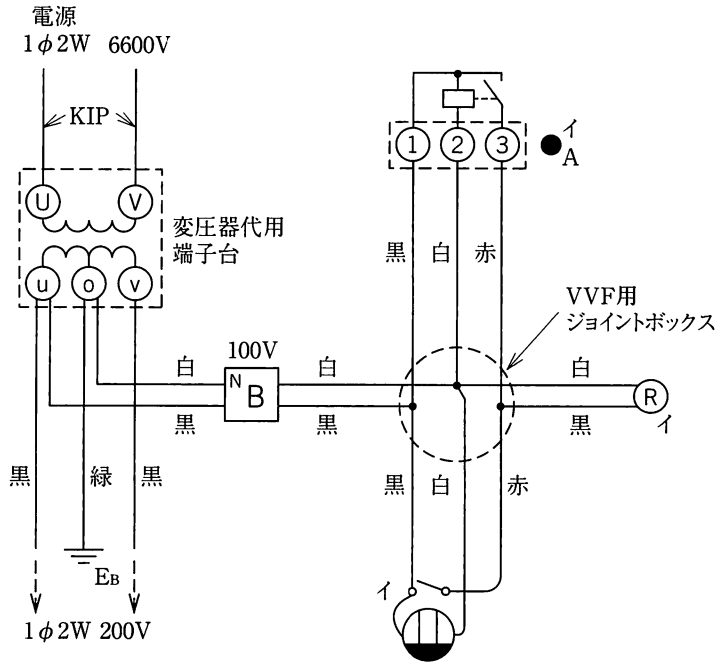 電源
1φ2W 6600V
KIP
U V
変圧器代用
端子台
u o v
イ
A
1 2 3
黒 白 赤
VVF用
ジョイントボックス
100V
白 N B 白 白
黒 黒 黒
R
イ
黒 緑 黒
黒 白 赤
EB
イ
1φ2W 200V